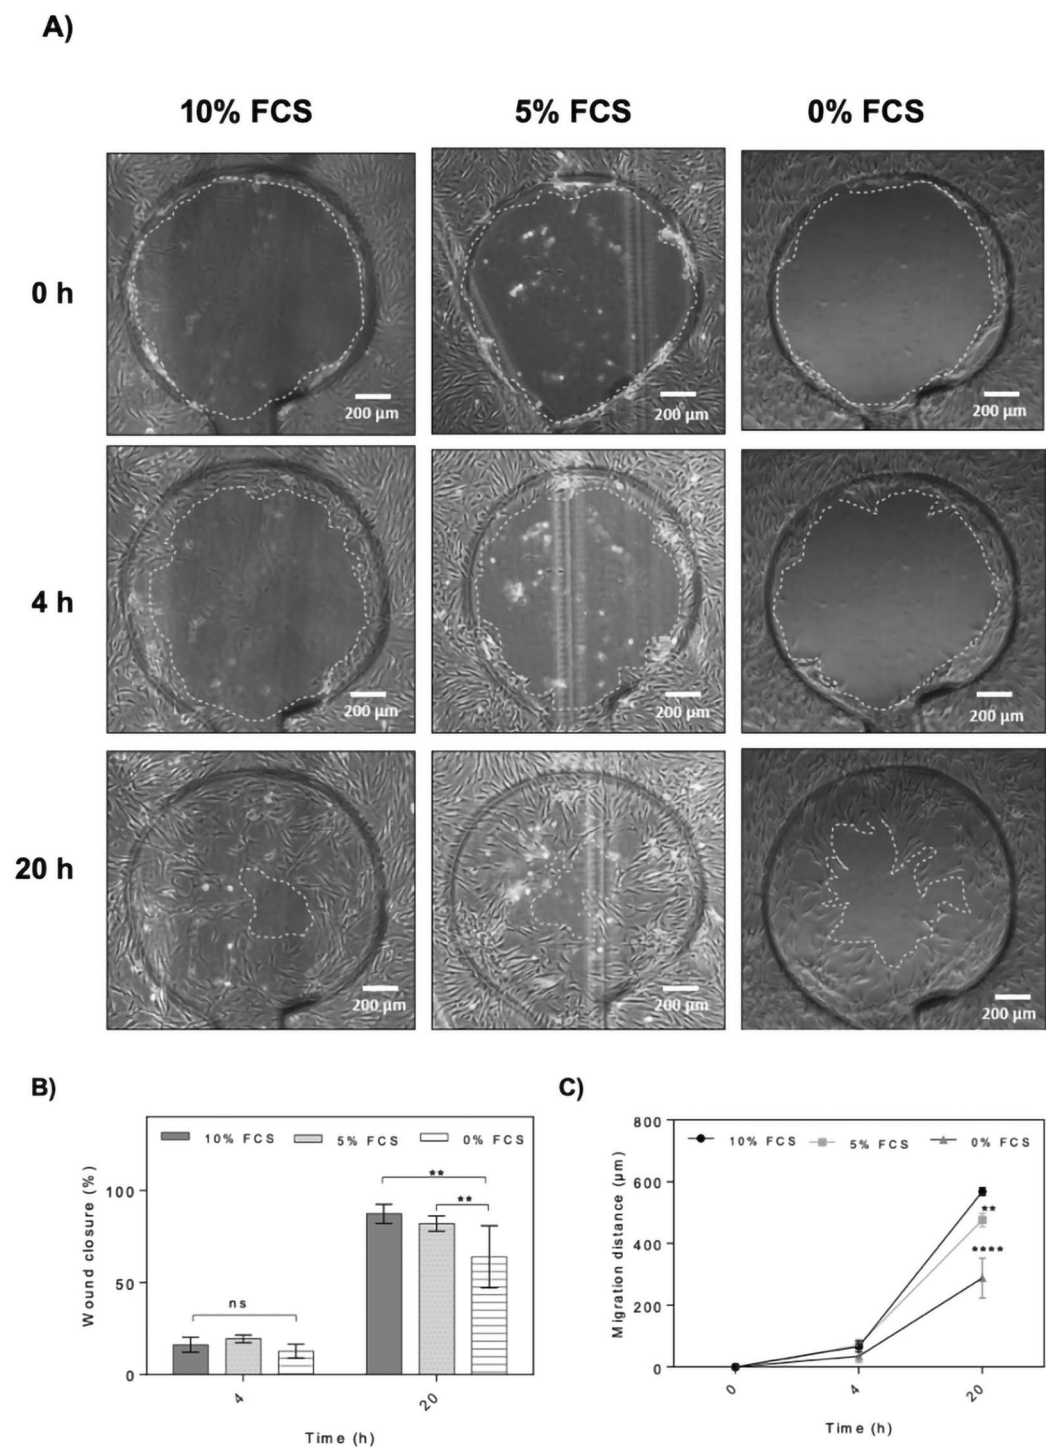 A)
10% FCS 5% FCS 0% FCS
0 h
200 µm 200 µm 200 µm
4 h
200 µm 200 µm 200 µm
20 h
200 µm 200 µm 200 µm
B)
10% FCS 5% FCS 0% FCS
Wound closure (%)
100
50
0
ns
**
**
4 20
Time (h)
C)
10% FCS 5% FCS 0% FCS
Migration distance (µm)
800
600
400
200
0
**
****
0 4 20
Time (h)